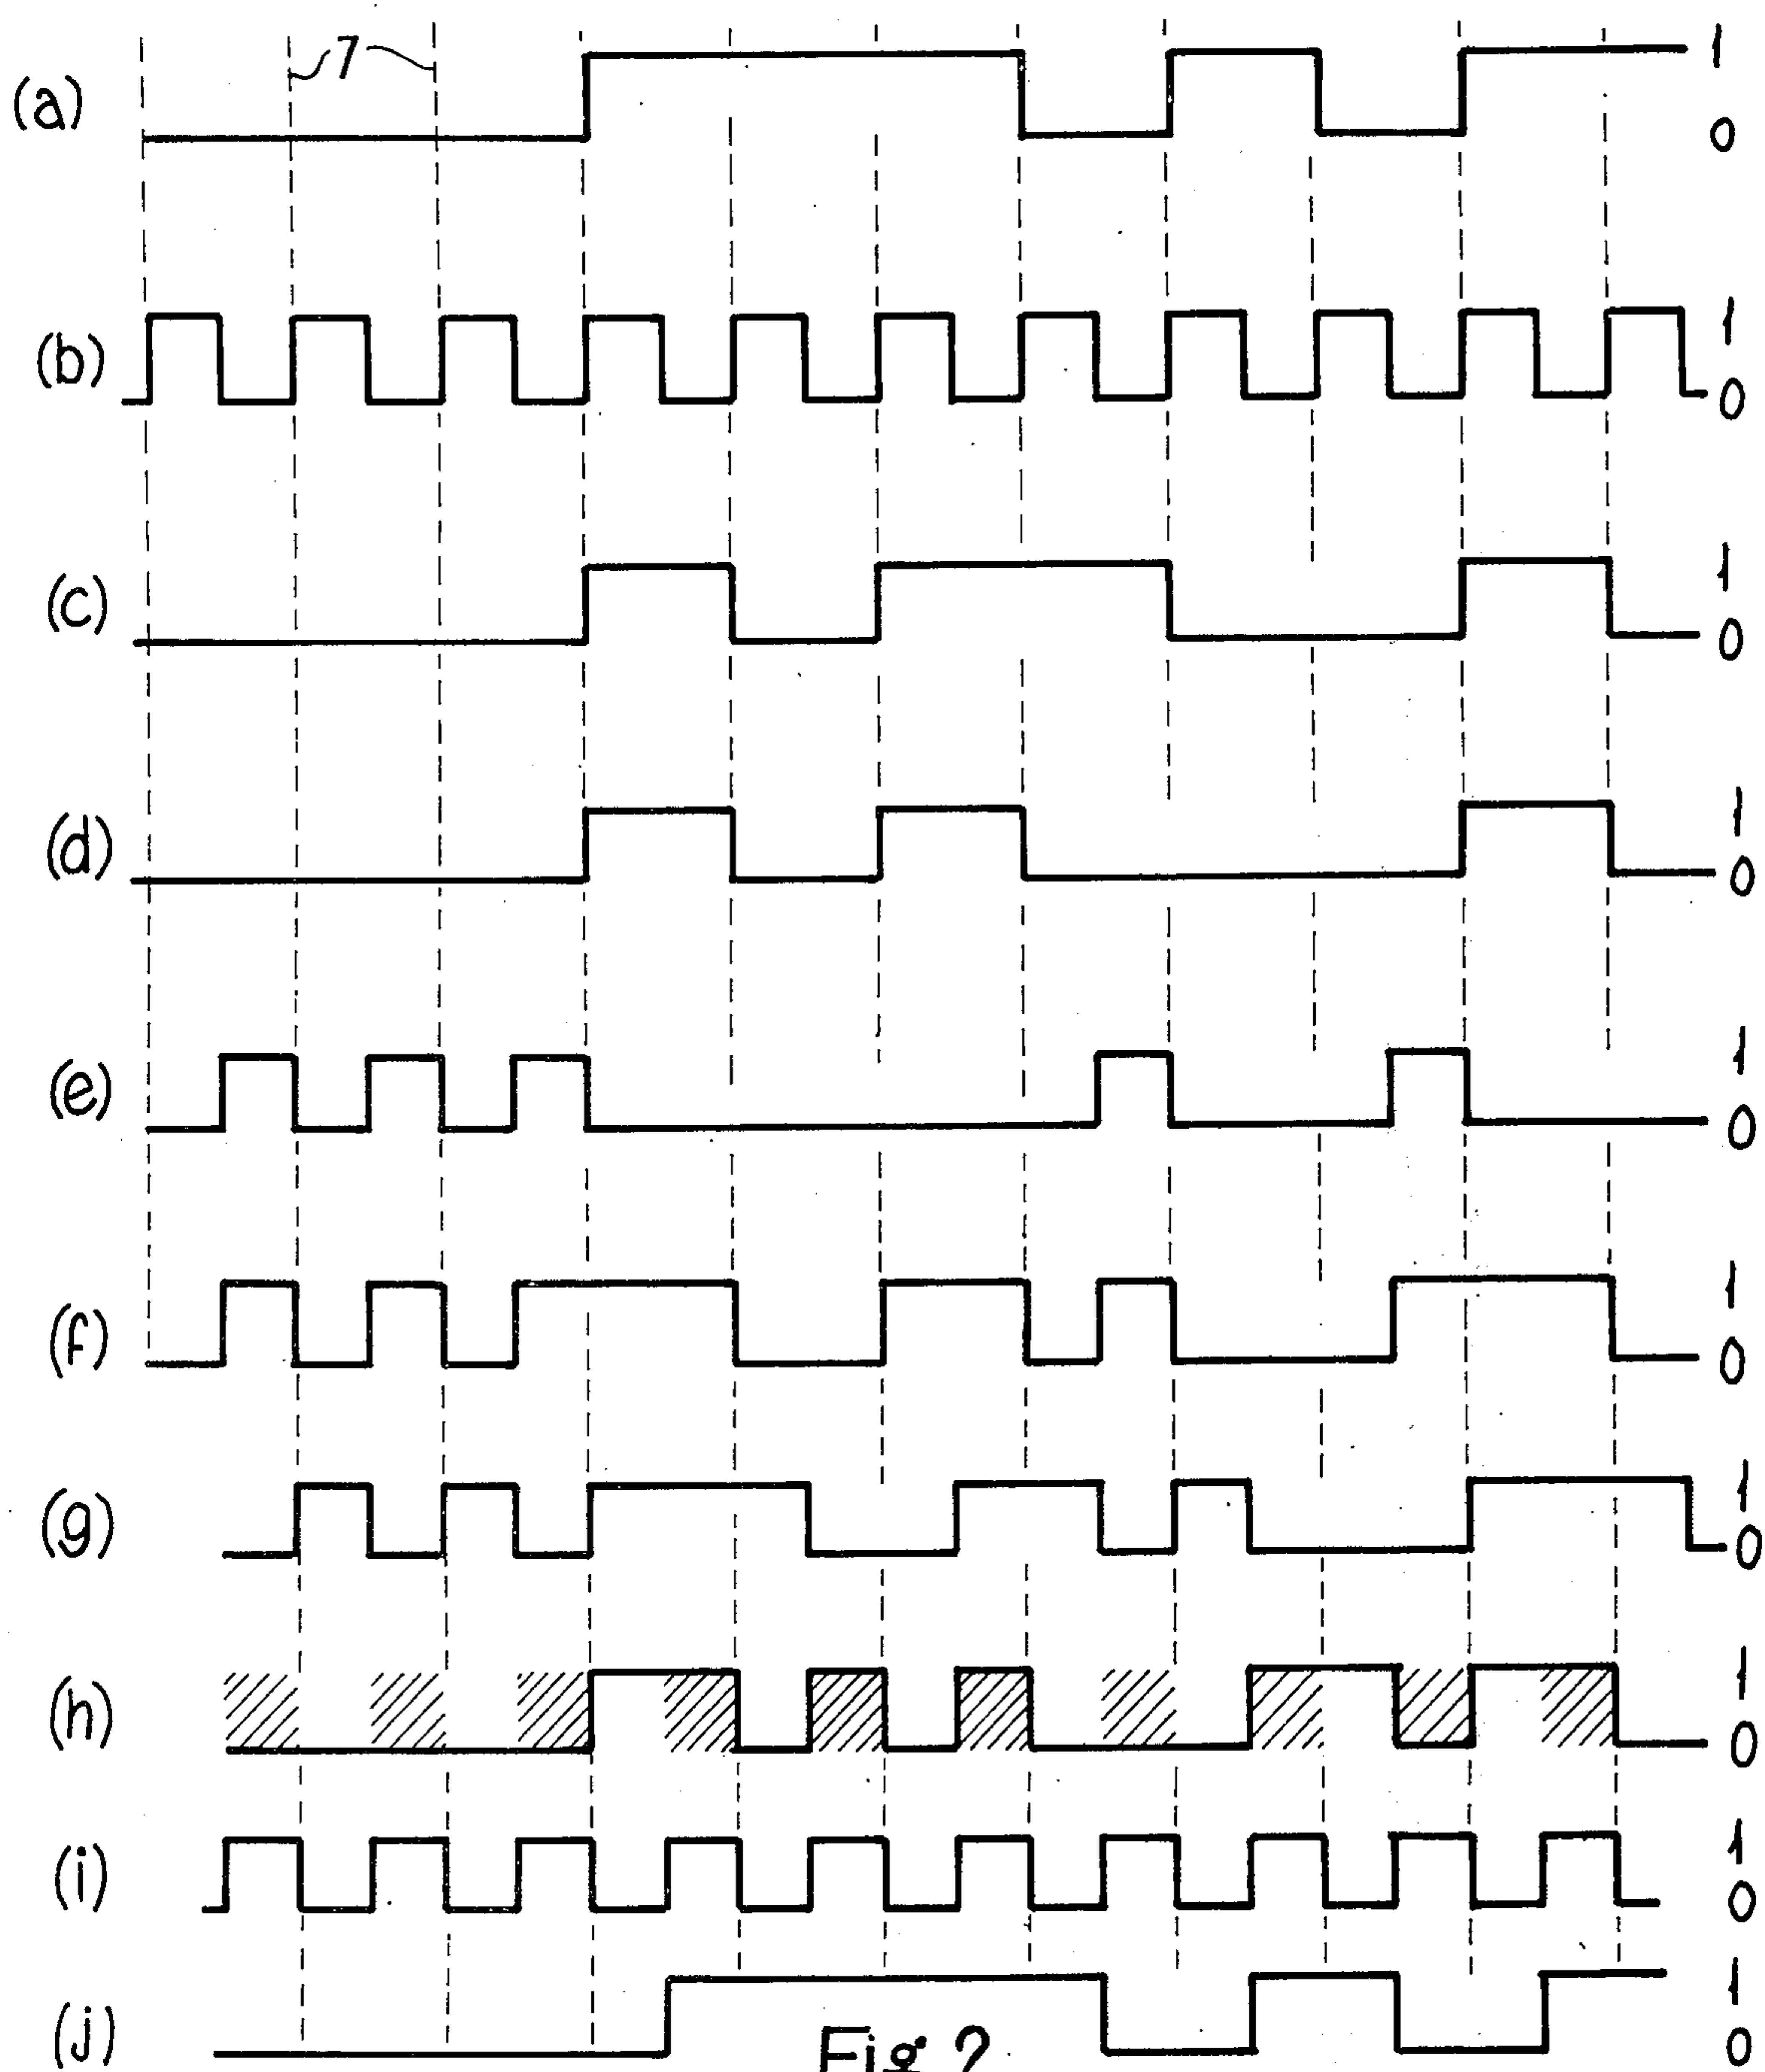 7
(a) 1
0
(b) 1
0
(c) 1
0
(d) 1
0
(e) 1
0
(f) 1
0
(g) 1
0
(h) 1
0
(i) 1
0
(j) 1
0
Fig. 2